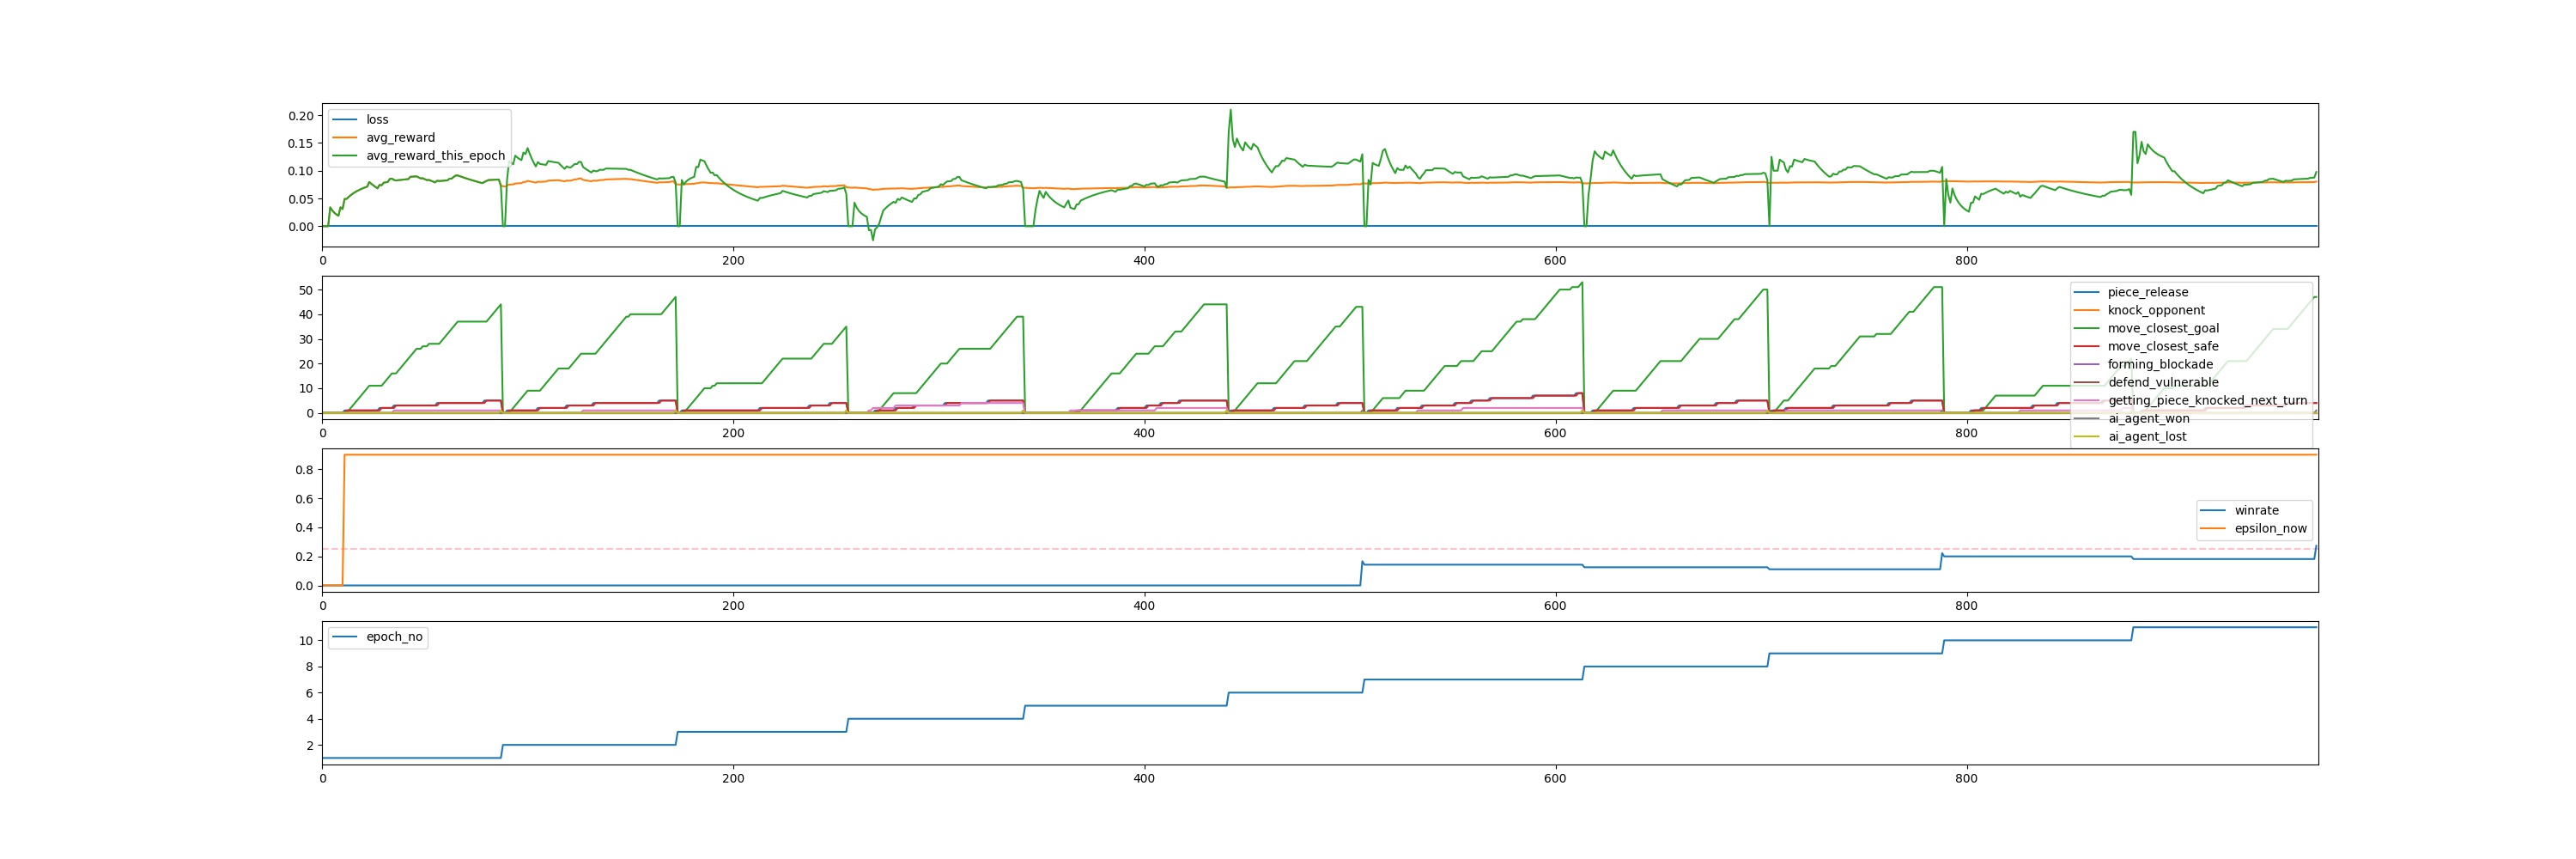 0.20
0.15
0.10
0.05
0.00
loss
avg_reward
avg_reward_this_epoch
0 200 400 600 800
50
40
30
20
10
0
piece_release
knock_opponent
move_closest_goal
move_closest_safe
forming_blockade
defend_vulnerable
getting_piece_knocked_next_turn
ai_agent_won
ai_agent_lost
0 200 400 600 800
0.8
0.6
0.4
0.2
0.0
winrate
epsilon_now
0 200 400 600 800
10
8
6
4
2
epoch_no
0 200 400 600 800